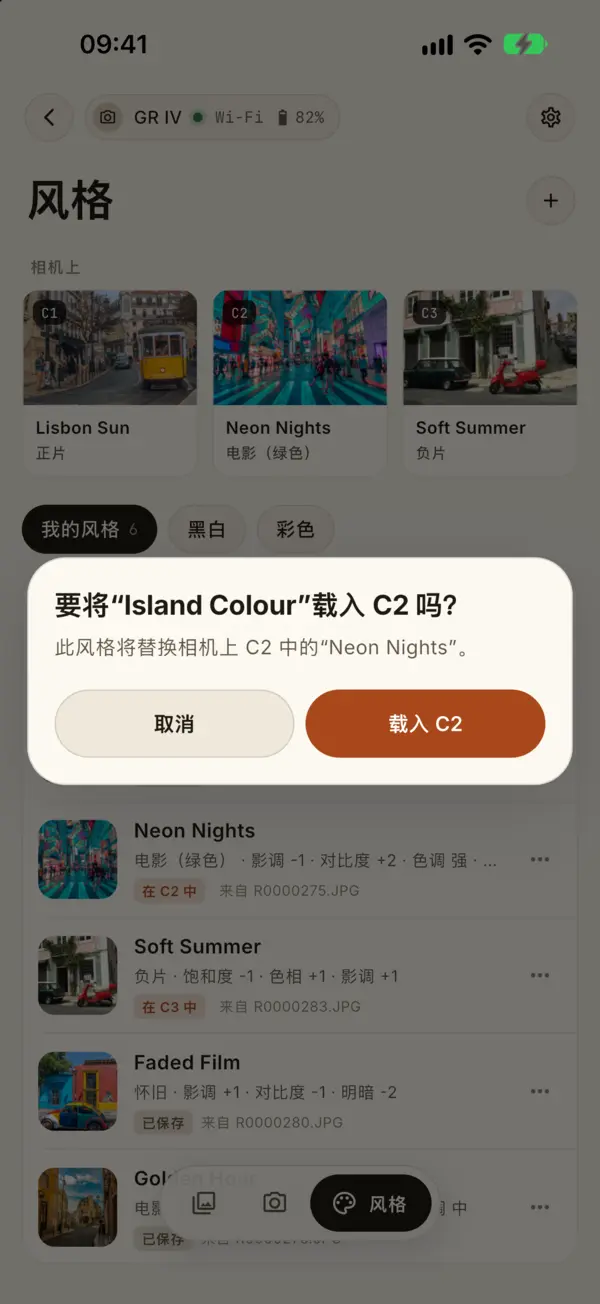 09:41
GR IV Wi-Fi 82%
风格
相机上
C1
C2
C3
Lisbon Sun
正片
Neon Nights
电影（绿色）
Soft Summer
负片
我的风格 6
黑白
彩色
要将“Island Colour”载入 C2 吗？
此风格将替换相机上 C2 中的“Neon Nights”。
取消
载入 C2
Neon Nights
电影（绿色） · 影调 -1 · 对比度 +2 · 色调 强 · ...
在 C2 中 来自 R0000275.JPG
Soft Summer
负片 · 饱和度 -1 · 色相 +1 · 影调 +1
在 C3 中 来自 R0000283.JPG
Faded Film
怀旧 · 影调 +1 · 对比度 -1 · 明暗 -2
已保存 来自 R0000280.JPG
Golden Hour
中
已保存
风格